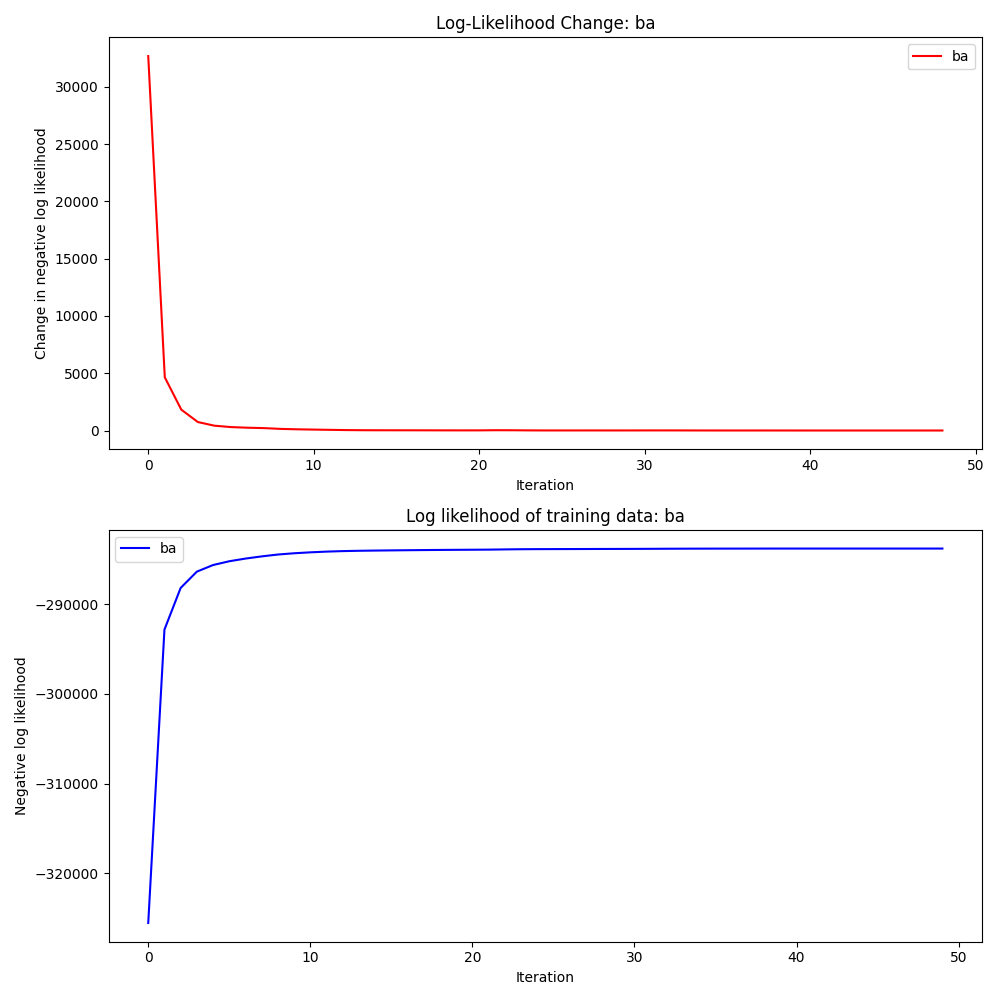 Log-Likelihood Change: ba
ba
30000
25000
20000
15000
10000
5000
0
Change in negative log likelihood
0 10 20 30 40 50
Iteration
Log likelihood of training data: ba
ba
−290000
−300000
−310000
−320000
Negative log likelihood
0 10 20 30 40 50
Iteration